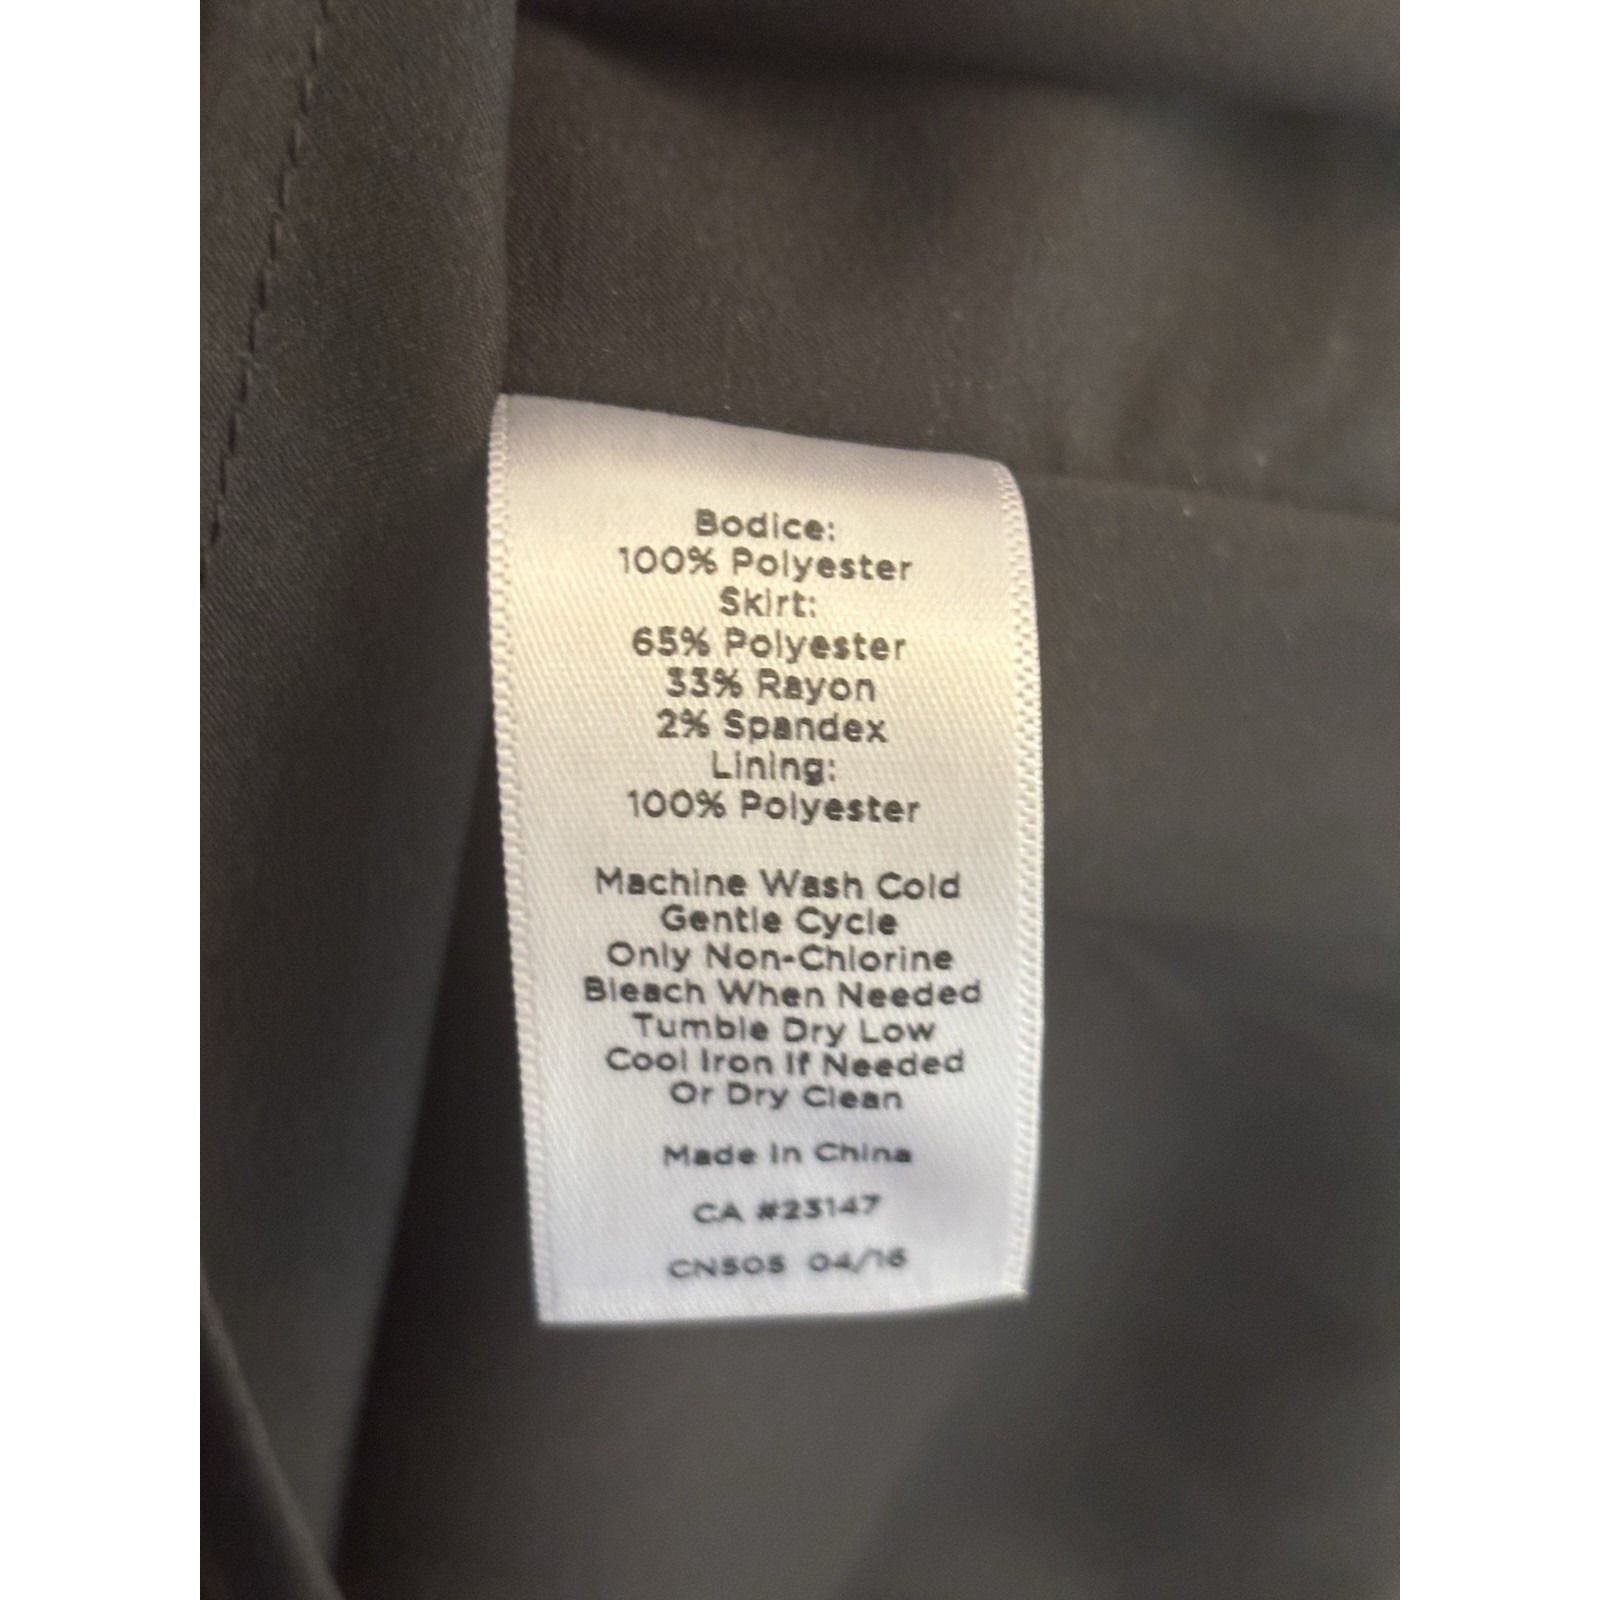 Bodice:
100% Polyester
Skirt:
65% Polyester
33% Rayon
2% Spandex
Lining:
100% Polyester
Machine Wash Cold
Gentle Cycle
Only Non-Chlorine
Bleach When Needed
Tumble Dry Low
Cool Iron If Needed
Or Dry Clean
Made In China
CA #23147
CN505 04/16